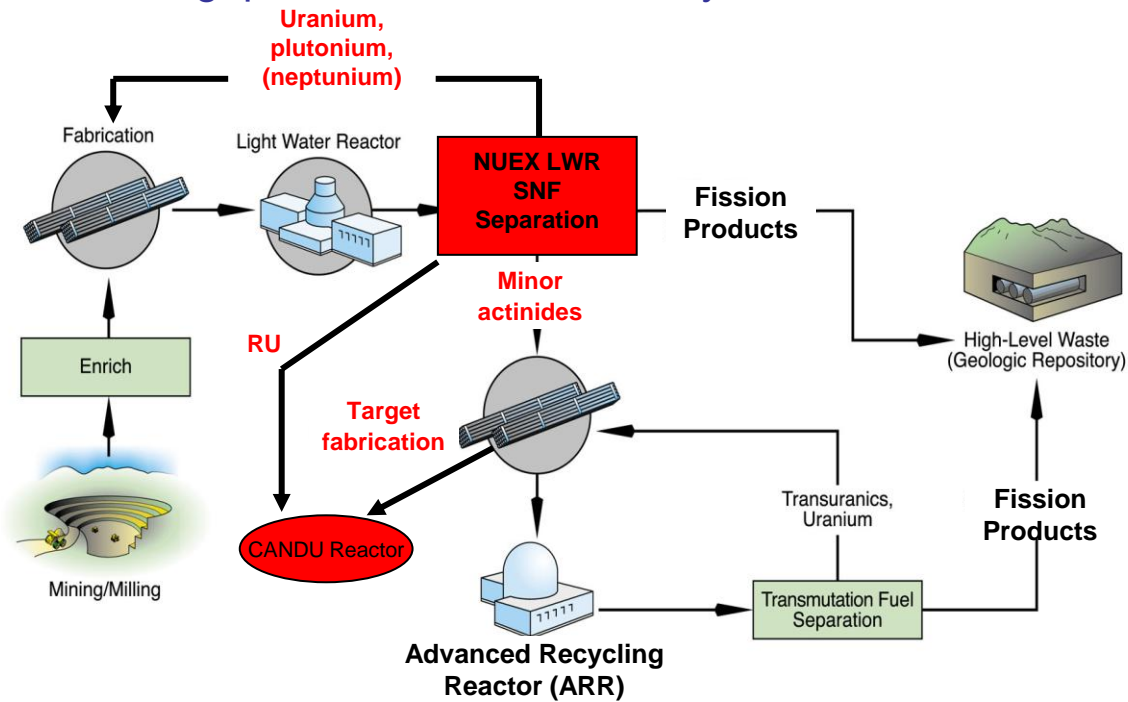 Uranium,
plutonium,
(neptunium)
Fabrication
Light Water Reactor
NUEX LWR
SNF
Separation
Fission
Products
Minor
actinides
High-Level Waste
(Geologic Repository)
RU
Enrich
Target
fabrication
Transuranics,
Uranium
Fission
Products
CANDU Reactor
Mining/Milling
Transmutation Fuel
Separation
Advanced Recycling
Reactor (ARR)